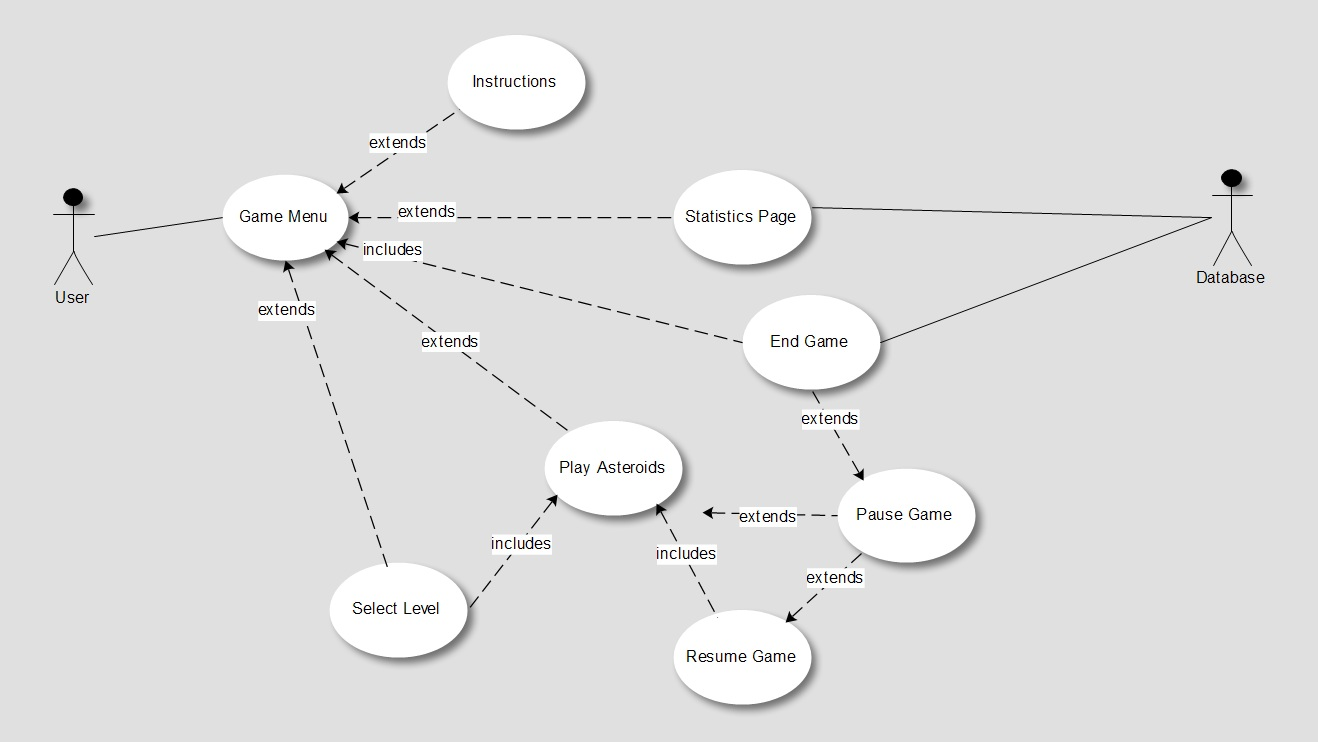 Instructions
extends
Game Menu
extends
Statistics Page
includes
User
Database
extends
extends
End Game
extends
Play Asteroids
extends
Pause Game
includes
includes
extends
Select Level
Resume Game